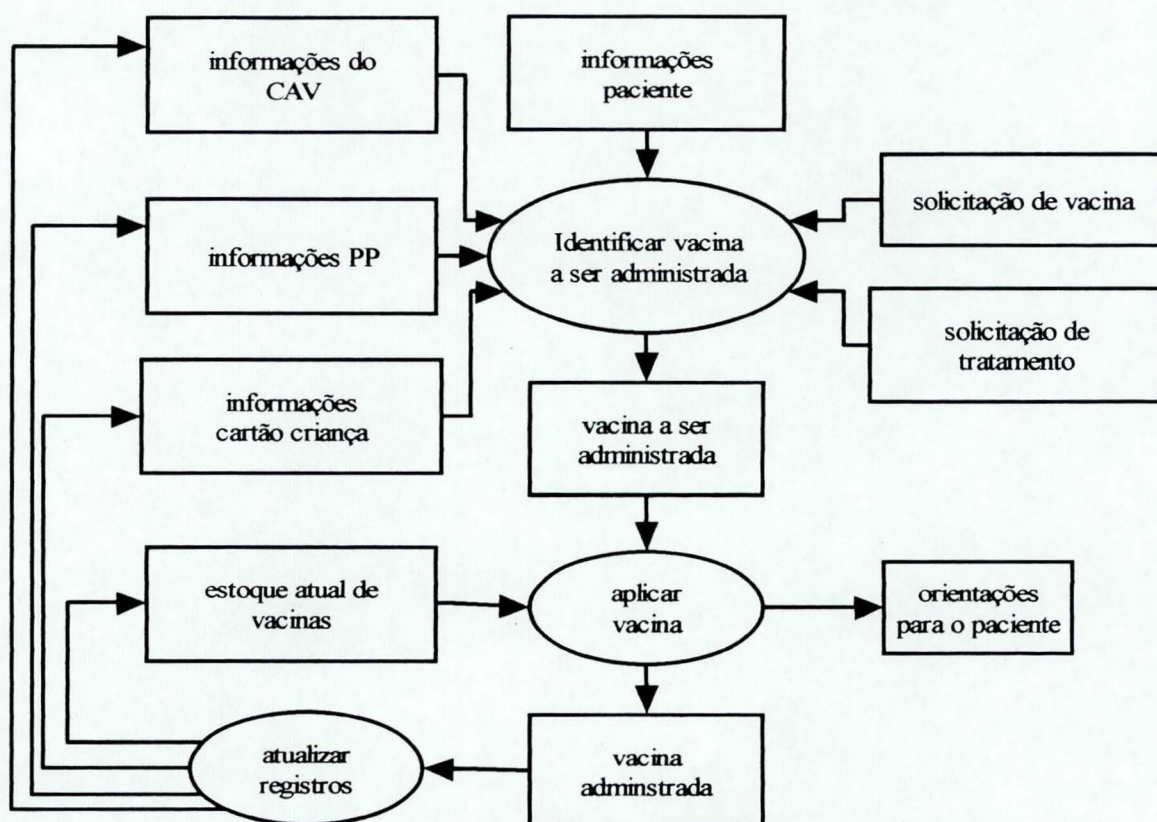 informações do
CAV
informações
paciente
solicitação de vacina
informações PP
Identificar vacina
a ser administrada
solicitação de
tratamento
informações
cartão criança
vacina a ser
administrada
estoque atual de
vacinas
aplicar
vacina
orientações
para o paciente
atualizar
registros
vacina
adminstrada